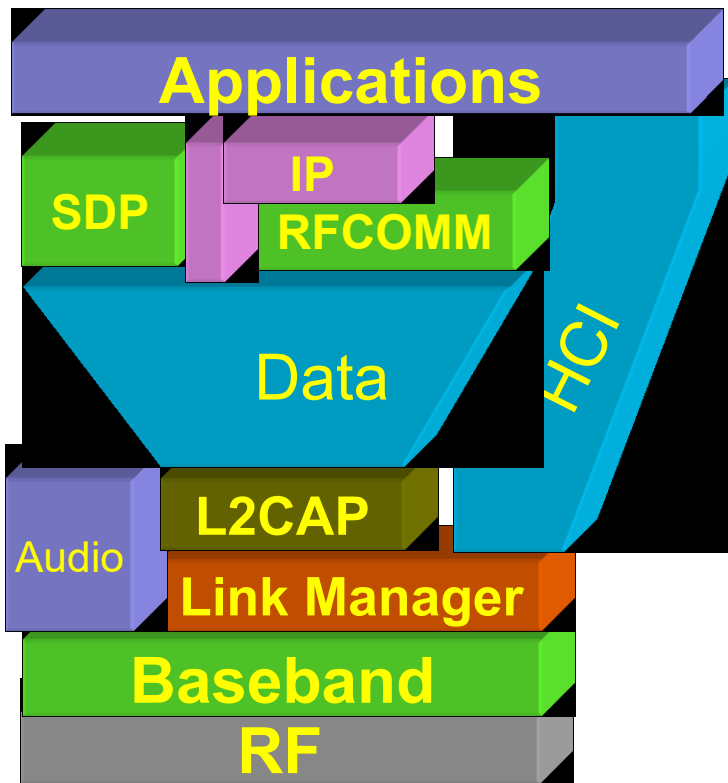 Applications
IP
SDP
RFCOMM
HCI
Data
L2CAP
Audio
Link Manager
Baseband
RF